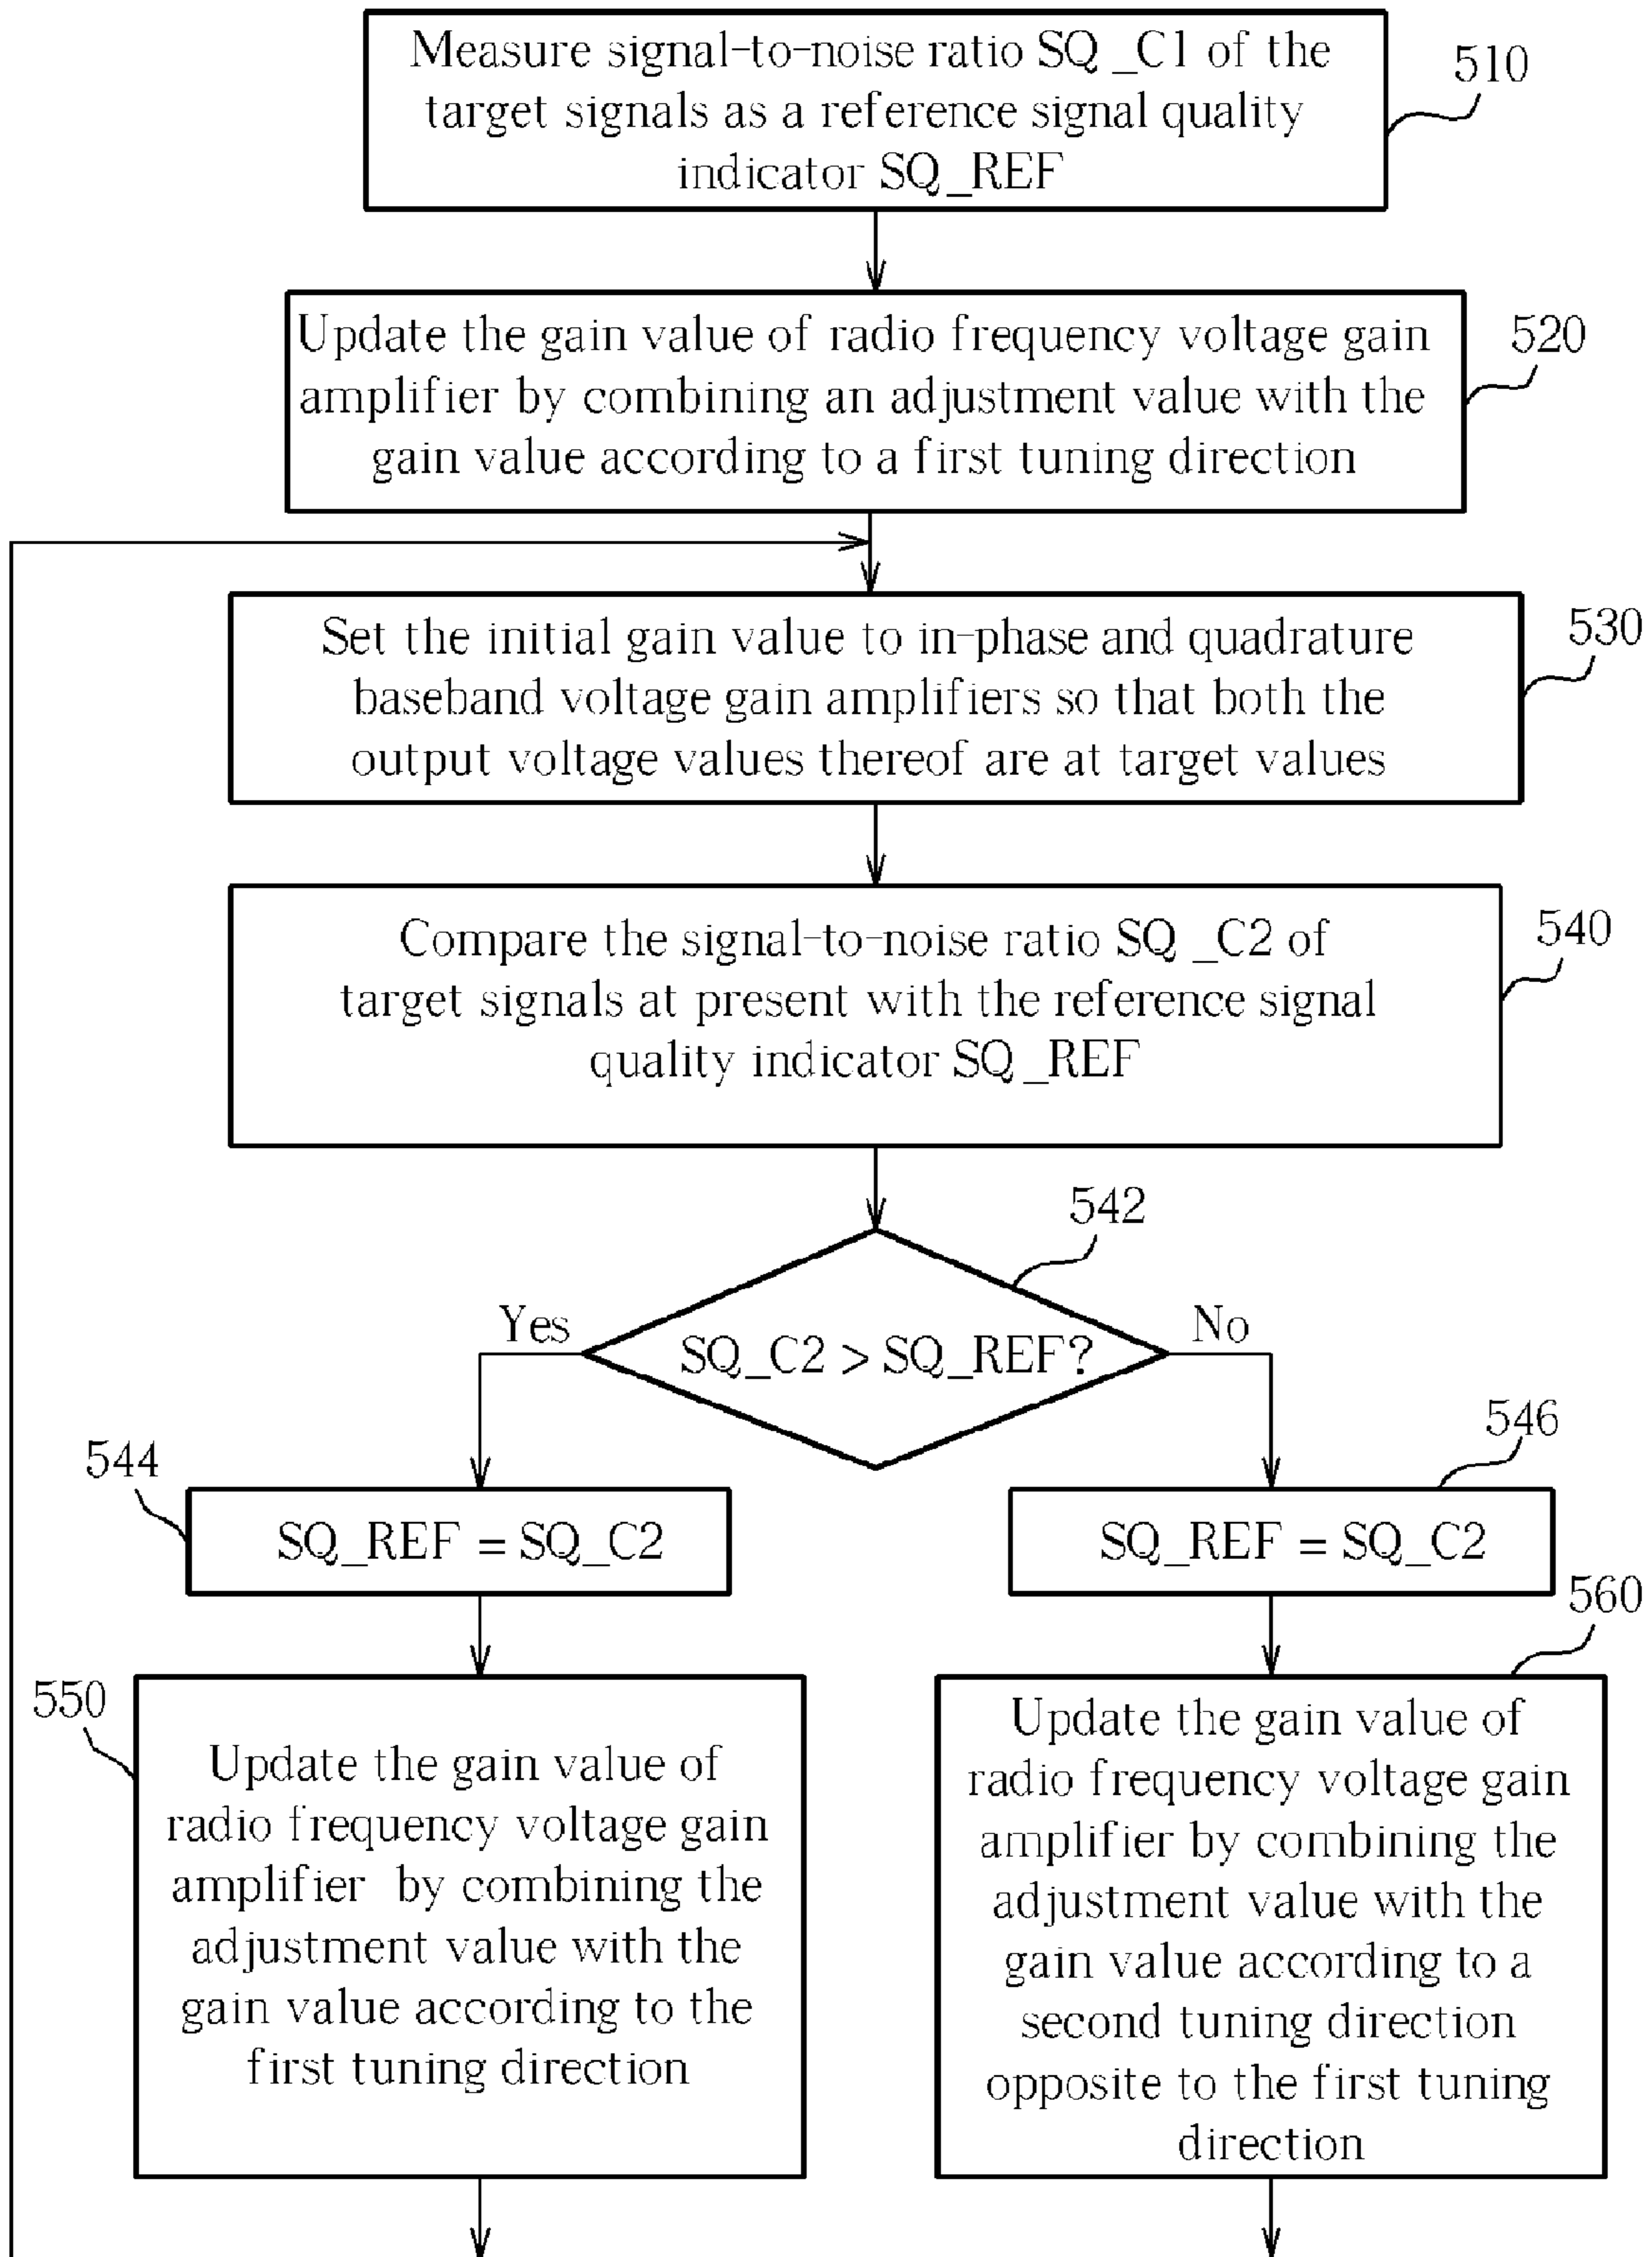 Measure signal-to-noise ratio SQ_C1 of the
target signals as a reference signal quality
indicator SQ_REF
510
Update the gain value of radio frequency voltage gain
amplifier by combining an adjustment value with the
gain value according to a first tuning direction
520
Set the initial gain value to in-phase and quadrature
baseband voltage gain amplifiers so that both the
output voltage values thereof are at target values
530
Compare the signal-to-noise ratio SQ_C2 of
target signals at present with the reference signal
quality indicator SQ_REF
540
542
Yes
SQ_C2 > SQ_REF?
No
544
SQ_REF = SQ_C2
546
SQ_REF = SQ_C2
550
Update the gain value of
radio frequency voltage gain
amplifier by combining the
adjustment value with the
gain value according to the
first tuning direction
560
Update the gain value of
radio frequency voltage gain
amplifier by combining the
adjustment value with the
gain value according to a
second tuning direction
opposite to the first tuning
direction